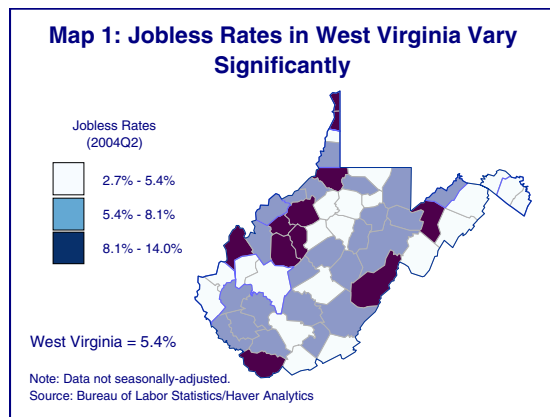 Map 1: Jobless Rates in West Virginia Vary
Significantly
Jobless Rates
(2004Q2)
2.7% - 5.4%
5.4% - 8.1%
8.1% - 14.0%
West Virginia = 5.4%
Note: Data not seasonally-adjusted.
Source: Bureau of Labor Statistics/Haver Analytics